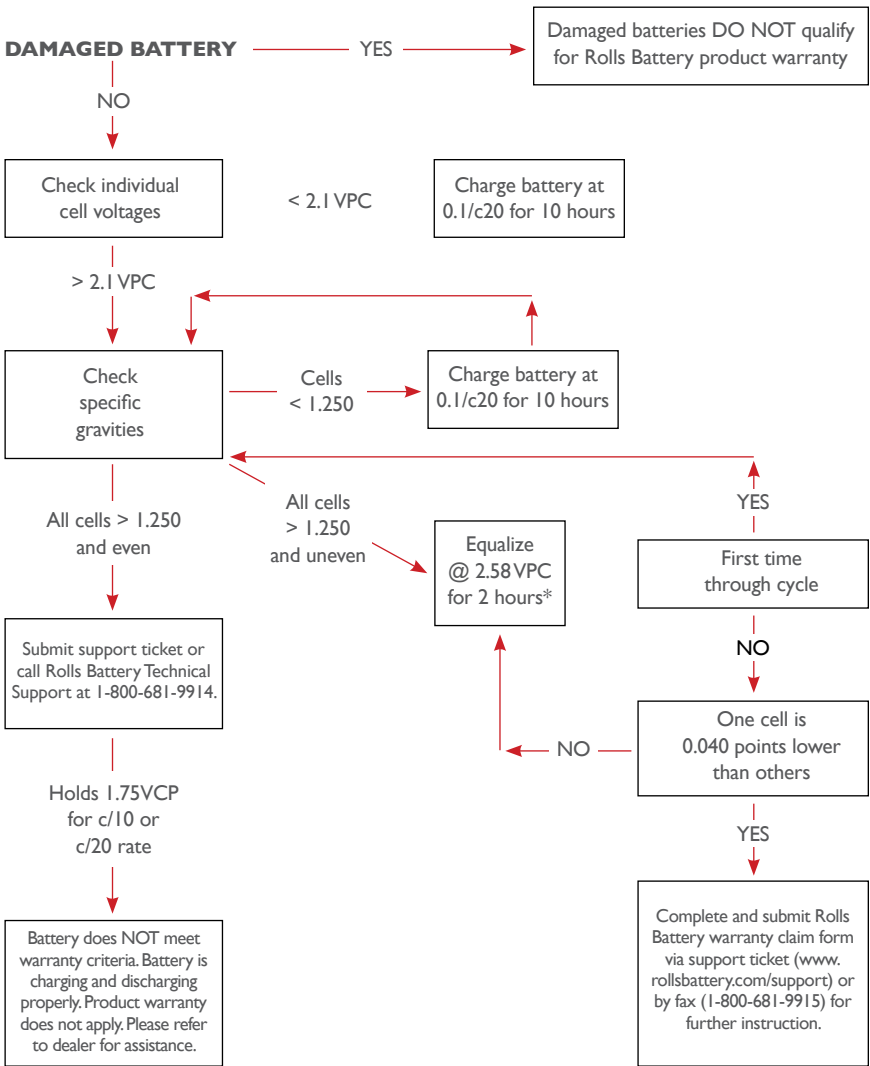 DAMAGED BATTERY
YES
Damaged batteries DO NOT qualify
for Rolls Battery product warranty
NO
Check individual
cell voltages
< 2.1 VPC
Charge battery at
0.1/c20 for 10 hours
> 2.1 VPC
Check
specific
gravities
Cells
< 1.250
Charge battery at
0.1/c20 for 10 hours
All cells > 1.250
and even
All cells
> 1.250
and uneven
Equalize
@ 2.58 VPC
for 2 hours*
YES
First time
through cycle
NO
Submit support ticket or
call Rolls Battery Technical
Support at 1-800-681-9914.
One cell is
0.040 points lower
than others
NO
YES
Holds 1.75VCP
for c/10 or
c/20 rate
Battery does NOT meet
warranty criteria. Battery is
charging and discharging
properly. Product warranty
does not apply. Please refer
to dealer for assistance.
Complete and submit Rolls
Battery warranty claim form
via support ticket (www.
rollsbattery.com/support) or
by fax (1-800-681-9915) for
further instruction.